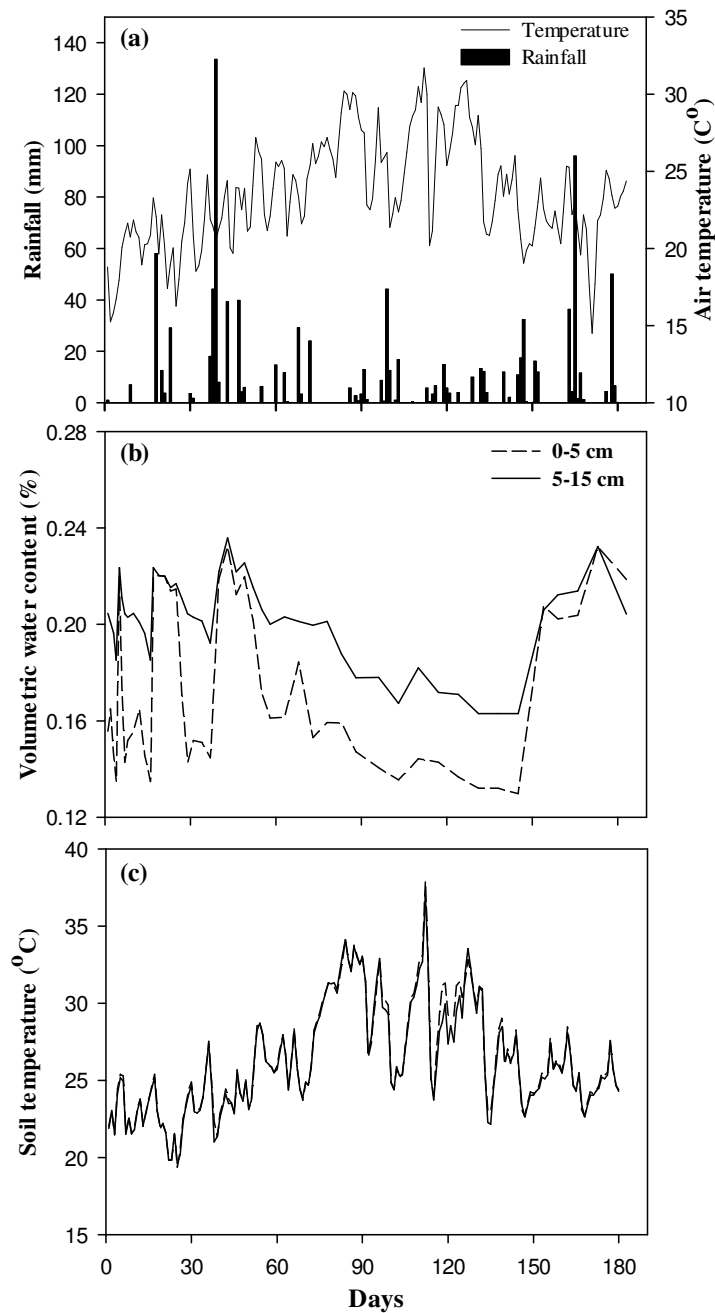 (a)
Temperature
Rainfall
140
120
100
80
60
40
20
0
Rainfall (mm)
35
30
25
20
15
10
Air temperature (Cº)
(b)
0-5 cm
5-15 cm
0.28
0.24
0.20
0.16
0.12
Volumetric water content (%)
(c)
40
35
30
25
20
15
Soil temperature (ºC)
0 30 60 90 120 150 180
Days